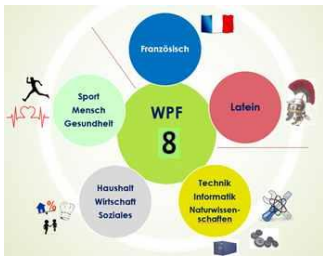 Französisch
Sport
Mensch
Gesundheit
WPF
8
Latein
Haushalt
Wirtschaft
Soziales
Technik
Informatik
Naturwissen-
schaften
%